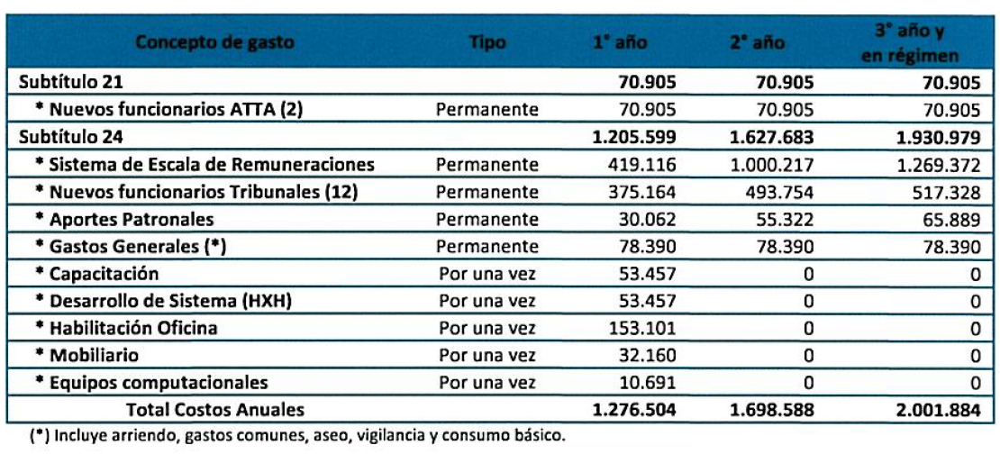 Concepto de gasto Tipo 1° año 2° año 3° año y en régimen
Subtítulo 21 70.905 70.905 70.905
* Nuevos funcionarios ATTA (2) Permanente 70.905 70.905 70.905
Subtítulo 24 1.205.599 1.627.683 1.930.979
* Sistema de Escala de Remuneraciones Permanente 419.116 1.000.217 1.269.372
* Nuevos funcionarios Tribunales (12) Permanente 375.164 493.754 517.328
* Aportes Patronales Permanente 30.062 55.322 65.889
* Gastos Generales (*) Permanente 78.390 78.390 78.390
* Capacitación Por una vez 53.457 0 0
* Desarrollo de Sistema (HXH) Por una vez 53.457 0 0
* Habilitación Oficina Por una vez 153.101 0 0
* Mobiliario Por una vez 32.160 0 0
* Equipos computacionales Por una vez 10.691 0 0
Total Costos Anuales 1.276.504 1.698.588 2.001.884
(*) Incluye arriendo, gastos comunes, aseo, vigilancia y consumo básico.